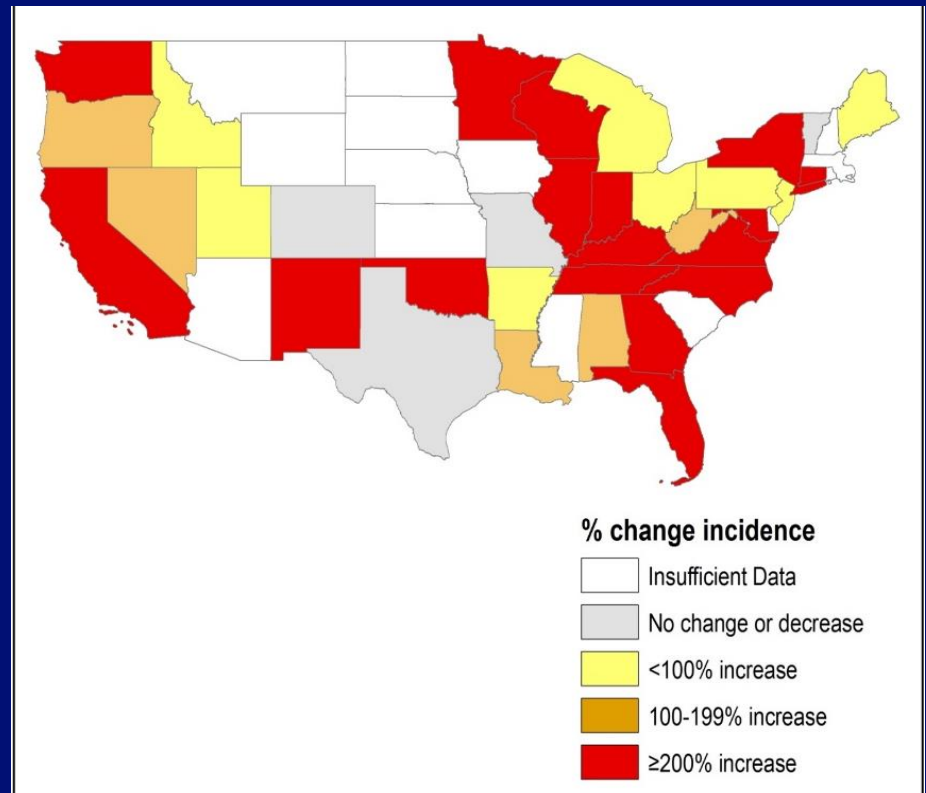 % change incidence
Insufficient Data
No change or decrease
<100% increase
100-199% increase
≥200% increase